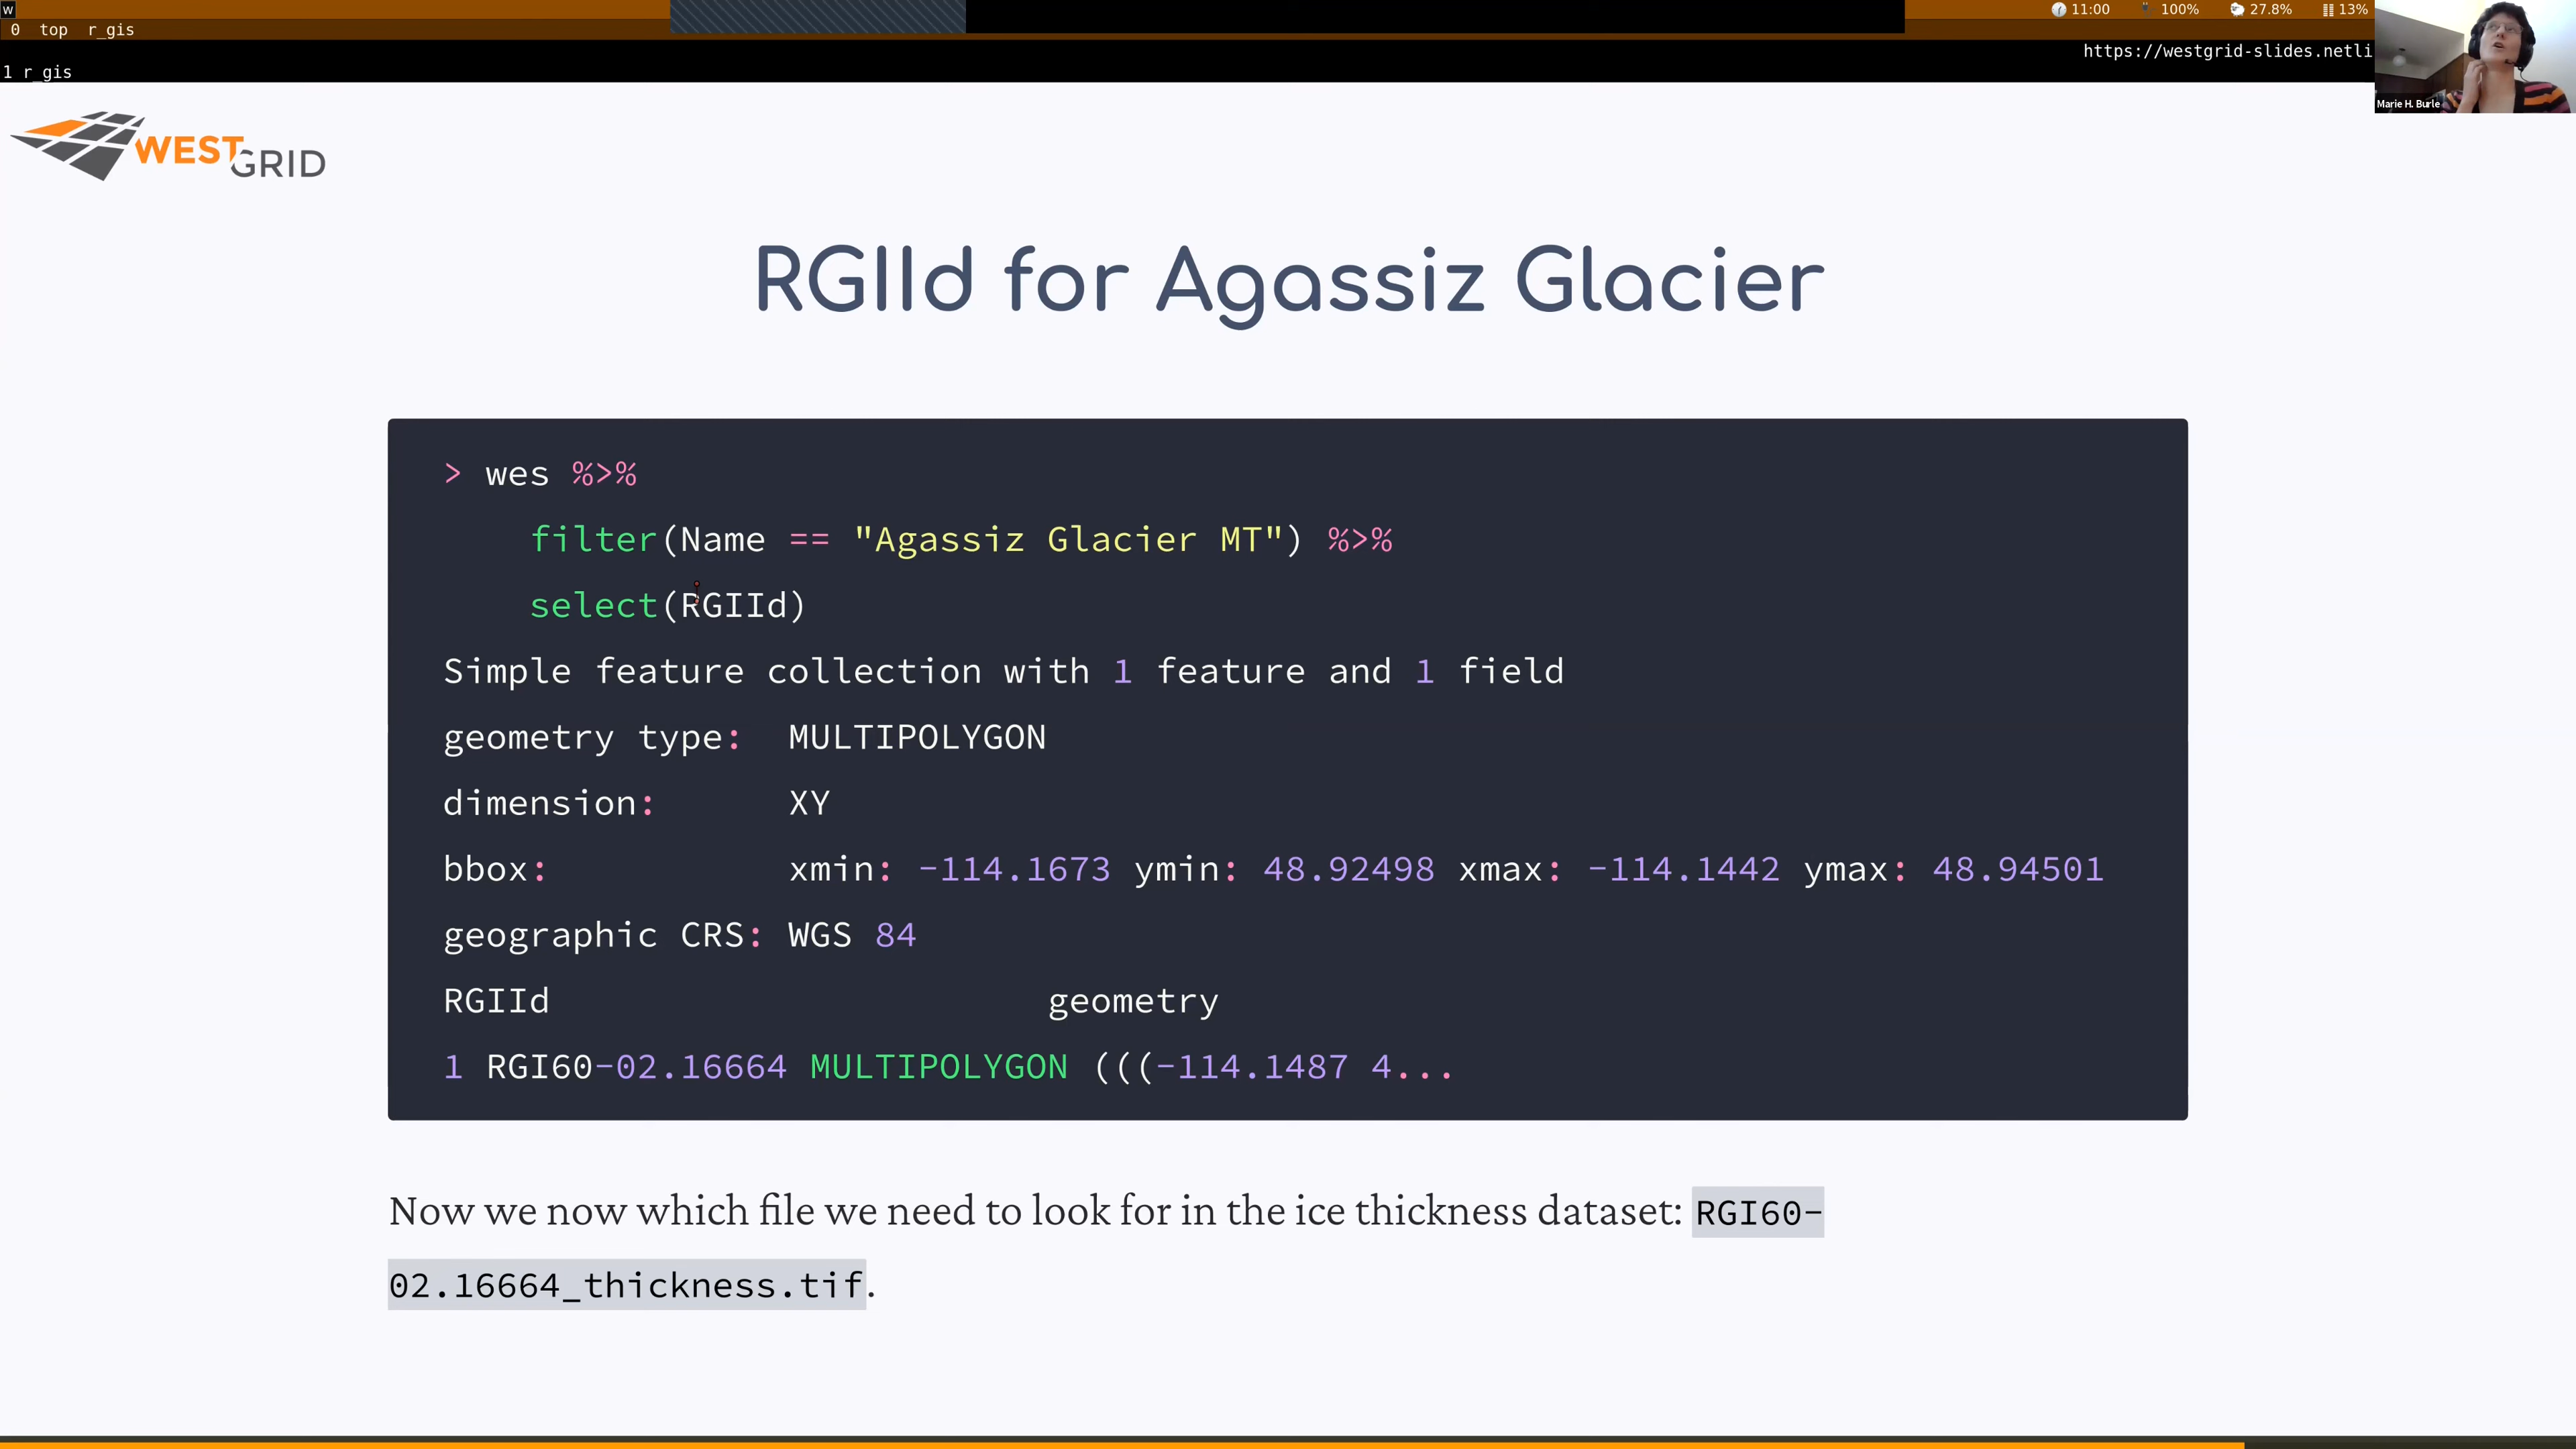 W
11:00 100% 27.8% 13%
0 top r_gis
https://westgrid-slides.netli
1 r_gis
Marie H. Burle
WESTGRID
RGIId for Agassiz Glacier
> wes %>%
filter(Name == "Agassiz Glacier MT") %>%
select(RGIId)
Simple feature collection with 1 feature and 1 field
geometry type: MULTIPOLYGON
dimension: XY
bbox: xmin: -114.1673 ymin: 48.92498 xmax: -114.1442 ymax: 48.94501
geographic CRS: WGS 84
RGIId geometry
1 RGI60-02.16664 MULTIPOLYGON (((-114.1487 4...
Now we now which file we need to look for in the ice thickness dataset: RGI60-
02.16664_thickness.tif.